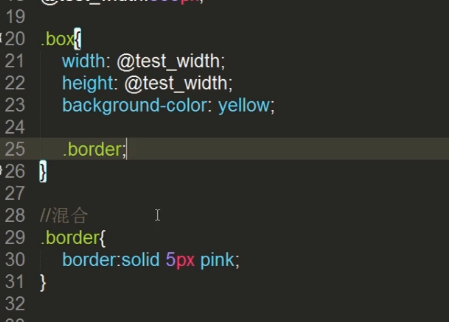 19
20 .box{
21 width: @test_width;
22 height: @test_width;
23 background-color: yellow;
24
25 .border;
26 }
27
28 //混合
29 .border{
30 border:solid 5px pink;
31 }
32